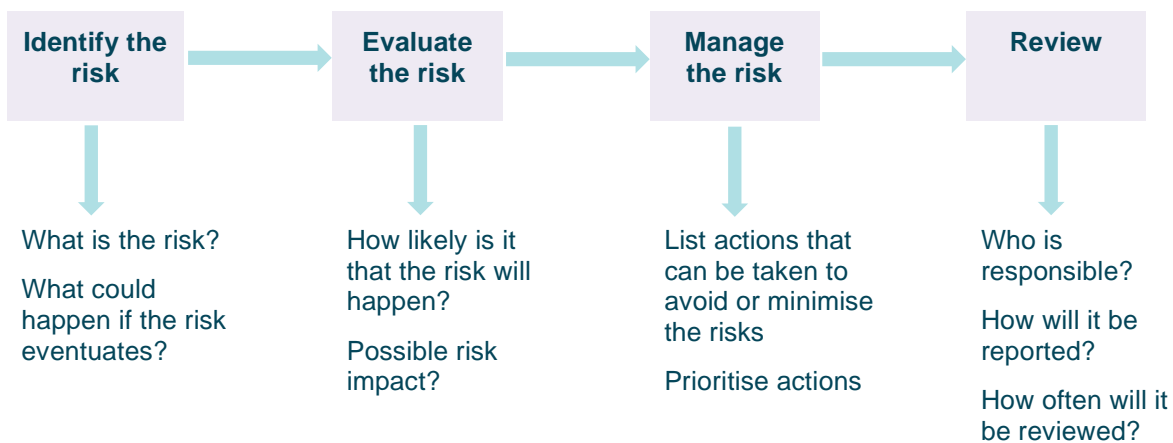 Identify the
risk
Evaluate
the risk
Manage
the risk
Review
What is the risk?
What could
happen if the risk
eventuates?
How likely is it
that the risk will
happen?
Possible risk
impact?
List actions that
can be taken to
avoid or minimise
the risks
Prioritise actions
Who is
responsible?
How will it be
reported?
How often will it
be reviewed?